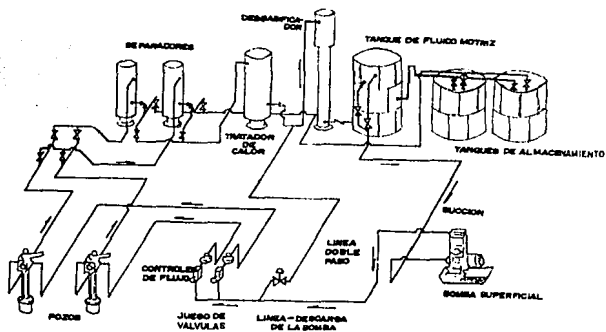 DESGASIFICA-
DOR
TANQUE DE FLUIDO MOTRIZ
SEPARADORES
TRATADOR
DE
CALOR
TANQUES DE ALMACENAMIENTO
SUCCION
LINEA
DOBLE
PASO
CONTROLES
DE FLUJO
BOMBA SUPERFICIAL
POZOS
JUEGO DE
VALVULAS
LINEA-DESCARGA
DE LA BOMBA